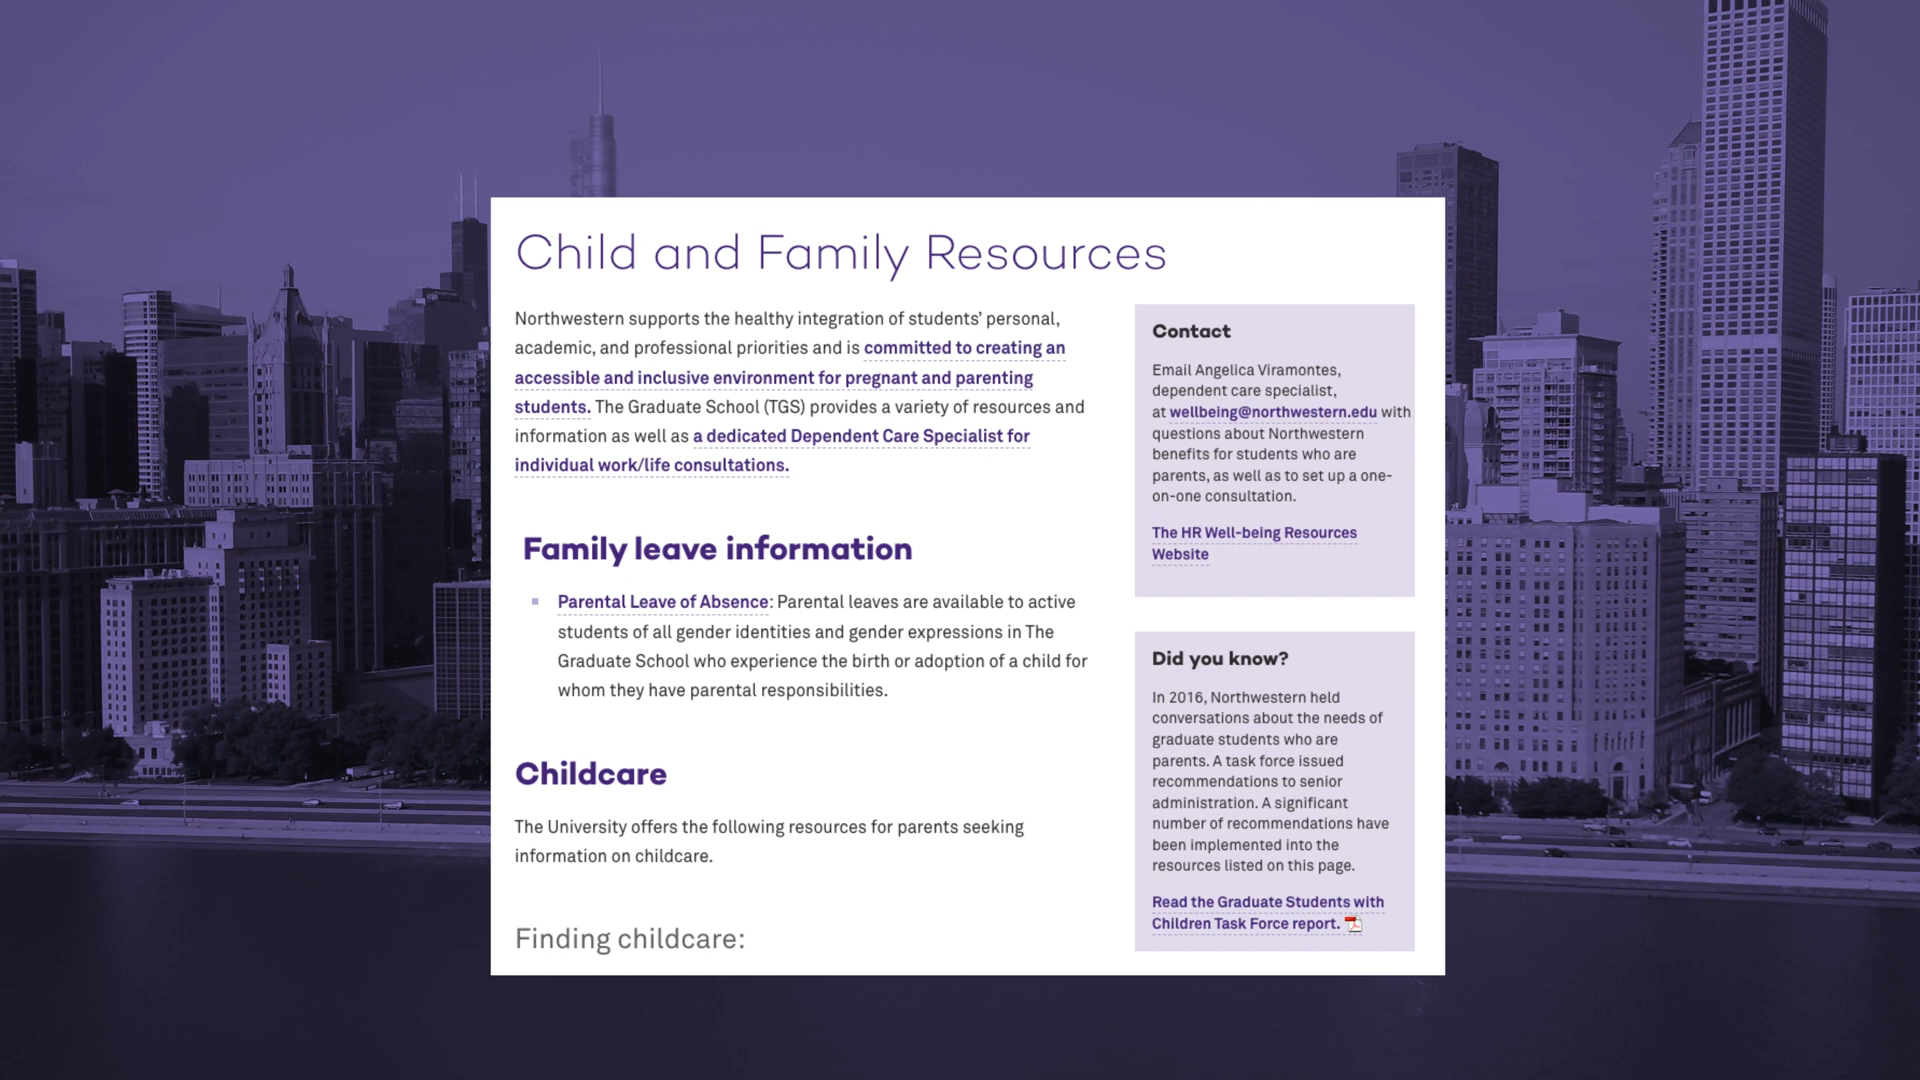 Child and Family Resources
Northwestern supports the healthy integration of students' personal,
academic, and professional priorities and is committed to creating an
accessible and inclusive environment for pregnant and parenting
students. The Graduate School (TGS) provides a variety of resources and
information as well as a dedicated Dependent Care Specialist for
individual work/life consultations.
Family leave information
Parental Leave of Absence: Parental leaves are available to active
students of all gender identities and gender expressions in The
Graduate School who experience the birth or adoption of a child for
whom they have parental responsibilities.
Childcare
The University offers the following resources for parents seeking
information on childcare.
Finding childcare:
Contact
Email Angelica Viramontes,
dependent care specialist,
at wellbeing@northwestern.edu with
questions about Northwestern
benefits for students who are
parents, as well as to set up a one-
on-one consultation.
The HR Well-being Resources
Website
Did you know?
In 2016, Northwestern held
conversations about the needs of
graduate students who are
parents. A task force issued
recommendations to senior
administration. A significant
number of recommendations have
been implemented into the
resources listed on this page.
Read the Graduate Students with
Children Task Force report.